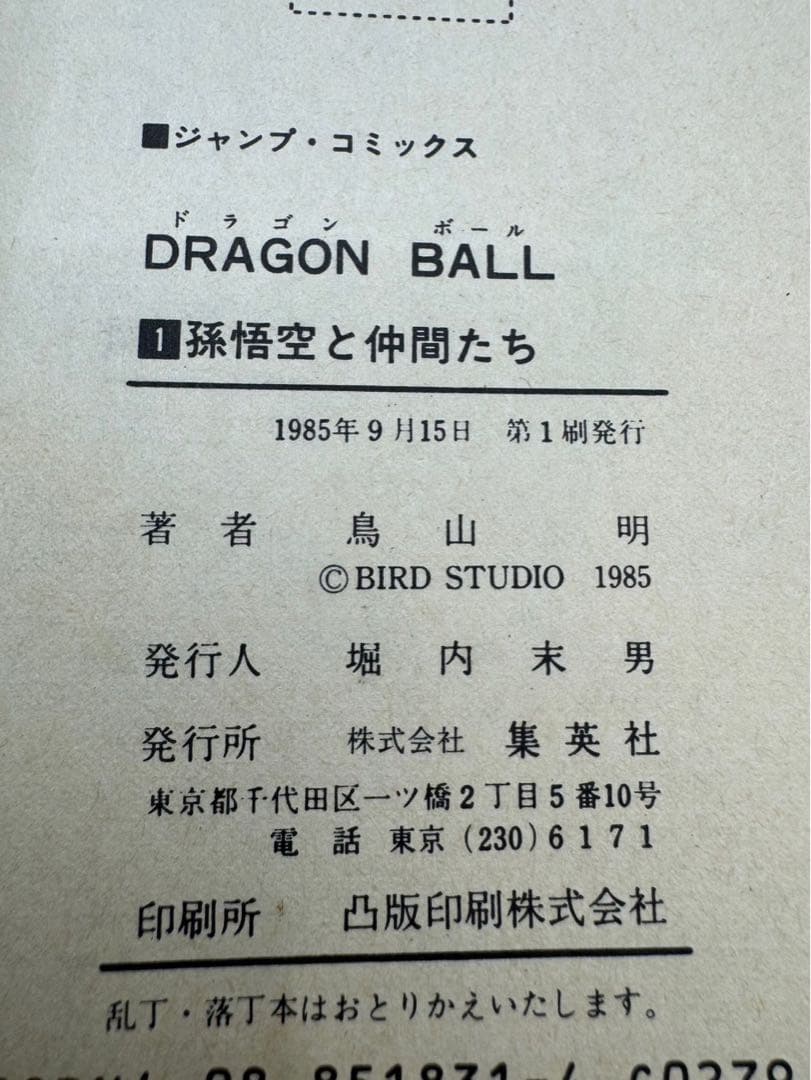 ■ジャンプ・コミックス
ドラゴン ボール
DRAGON BALL
1孫悟空と仲間たち
1985年9月15日 第1刷発行
著者 鳥山明
©BIRD STUDIO 1985
発行人 堀内末男
発行所 株式会社 集英社
東京都千代田区一ツ橋2丁目5番10号
電話 東京(230)6171
印刷所 凸版印刷株式会社
乱丁・落丁本はおとりかえいたします。
851831-4